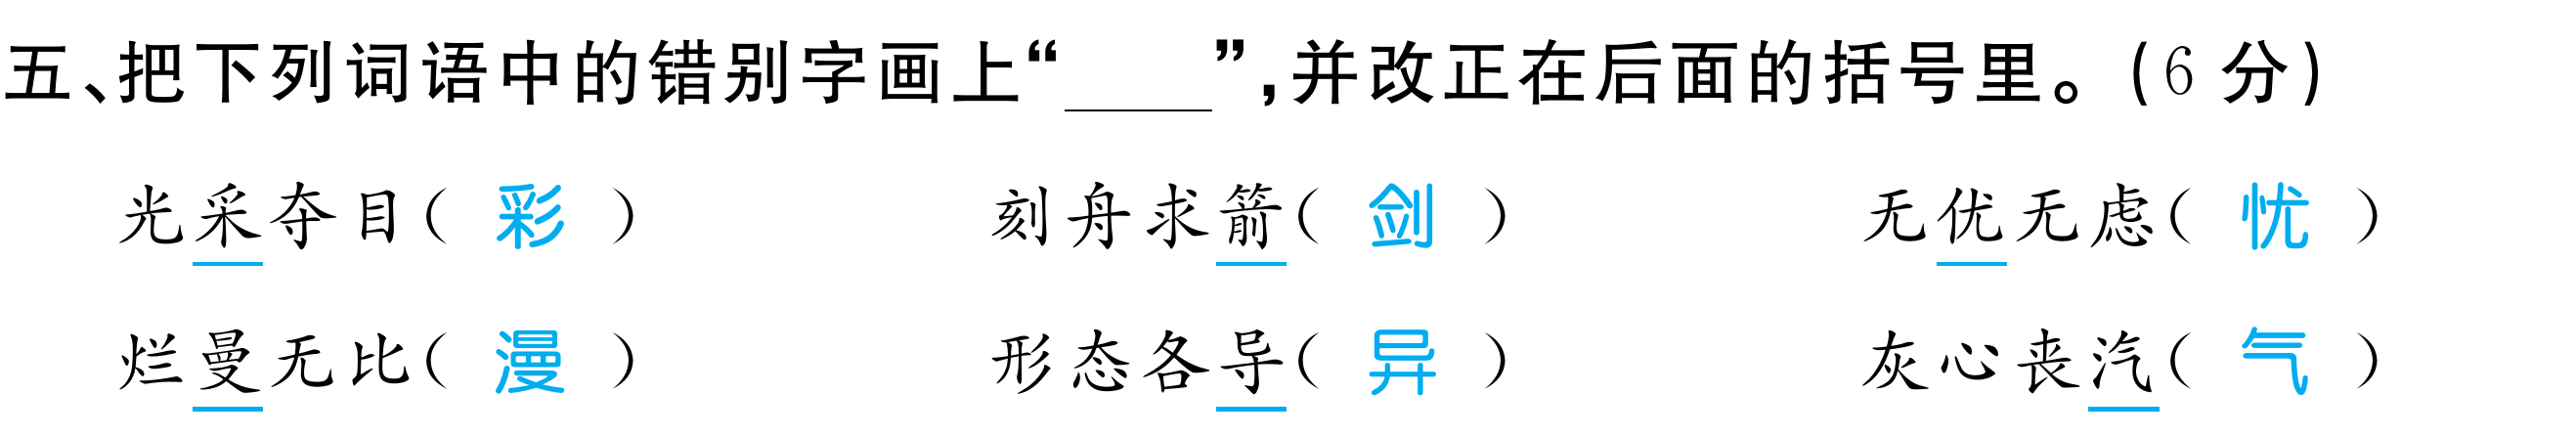 五、把下列词语中的错别字画上“____”,并改正在后面的括号里。(6 分)
光采夺目( 彩 ) 刻舟求箭( 剑 ) 无优无虑( 忧 )
烂曼无比( 漫 ) 形态各导( 异 ) 灰心丧汽( 气 )